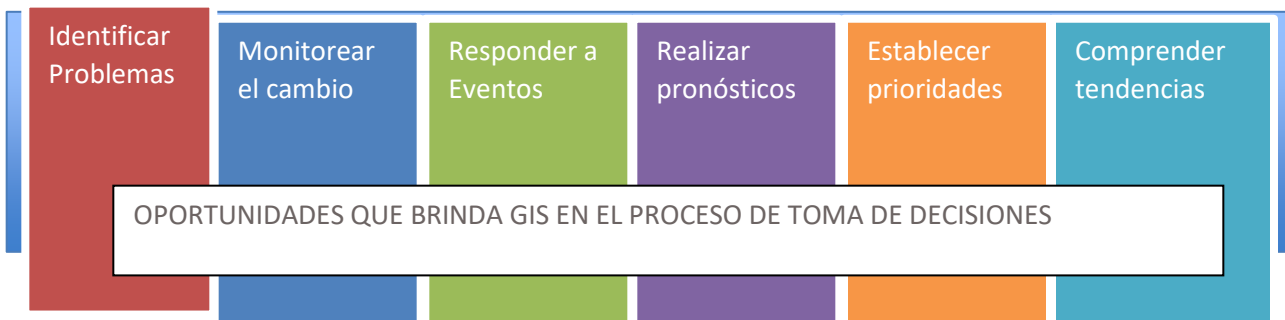 Identificar
Problemas
Monitorear
el cambio
Responder a
Eventos
Realizar
pronósticos
Establecer
prioridades
Comprender
tendencias
OPORTUNIDADES QUE BRINDA GIS EN EL PROCESO DE TOMA DE DECISIONES